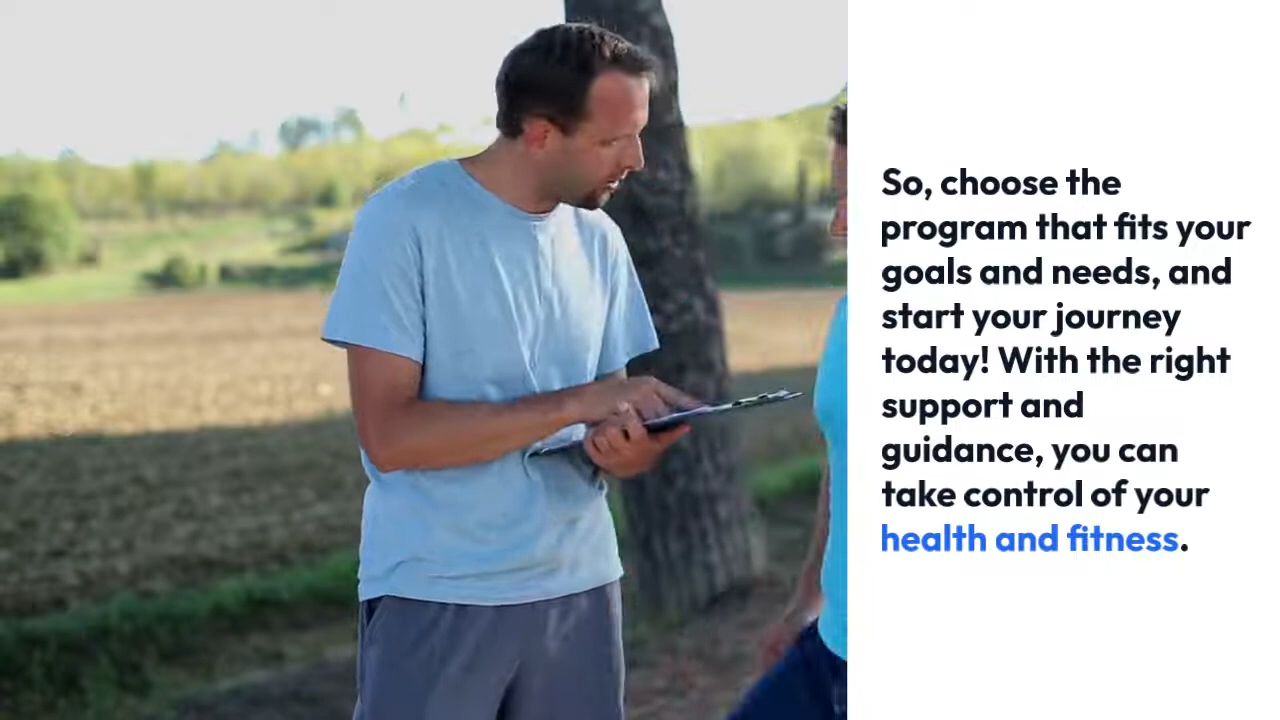 So, choose the
program that fits your
goals and needs, and
start your journey
today! With the right
support and
guidance, you can
take control of your
health and fitness.